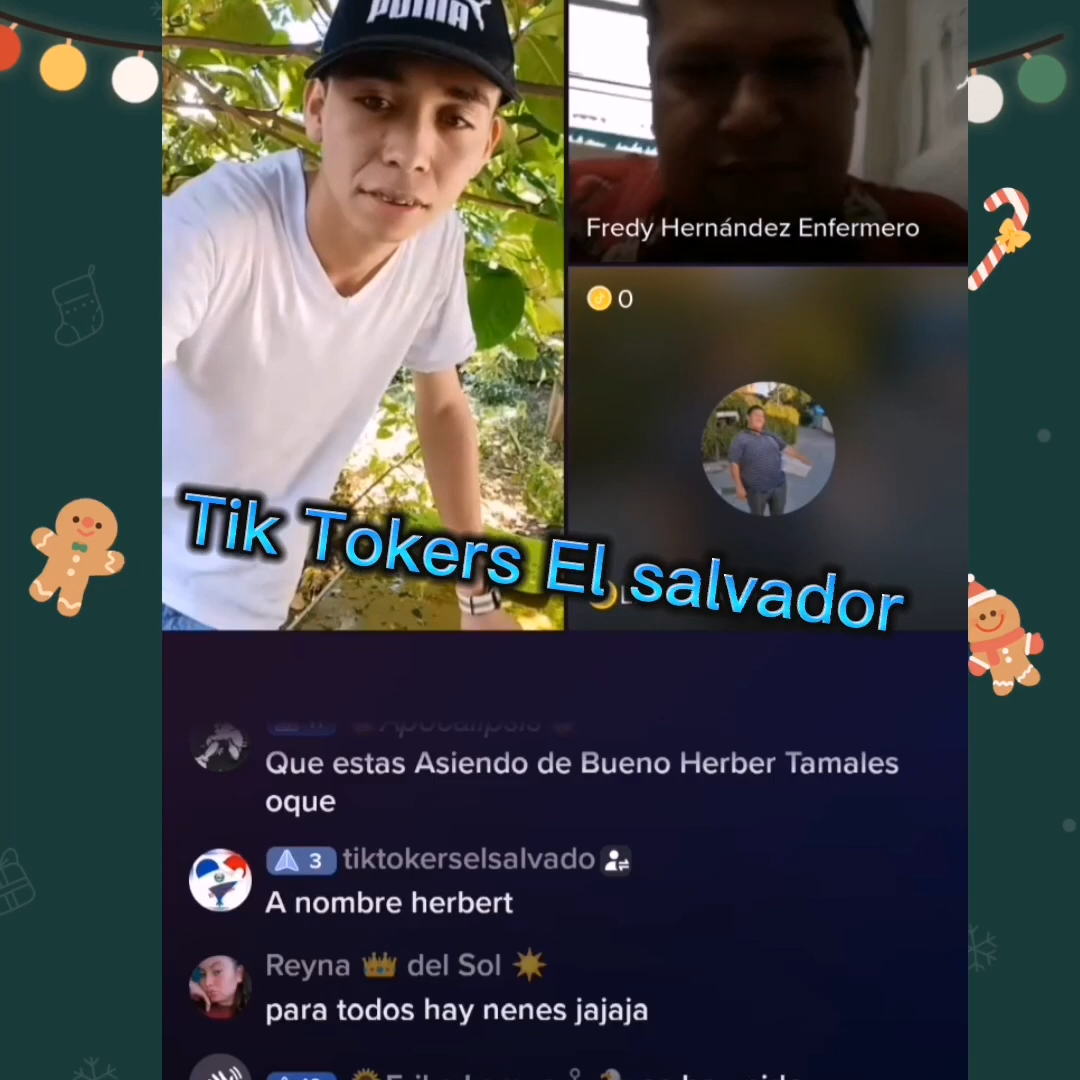 PUMA
Fredy Hernández Enfermero
0
Tik Tokers El salvador
Apocalipsis
Que estas Asiendo de Bueno Herber Tamales
oque
3 tiktokerselsalvado
A nombre herbert
Reyna 👑 del Sol ☀
para todos hay nenes jajaja